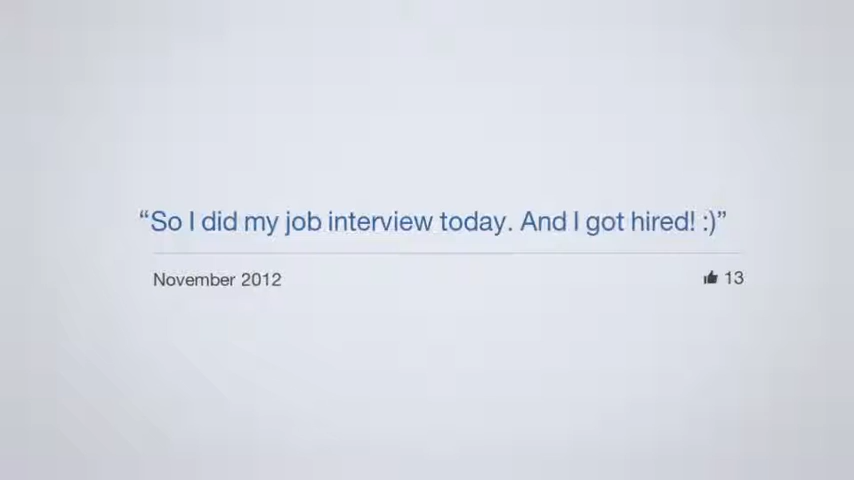 “So I did my job interview today. And I got hired! :)”
November 2012 13